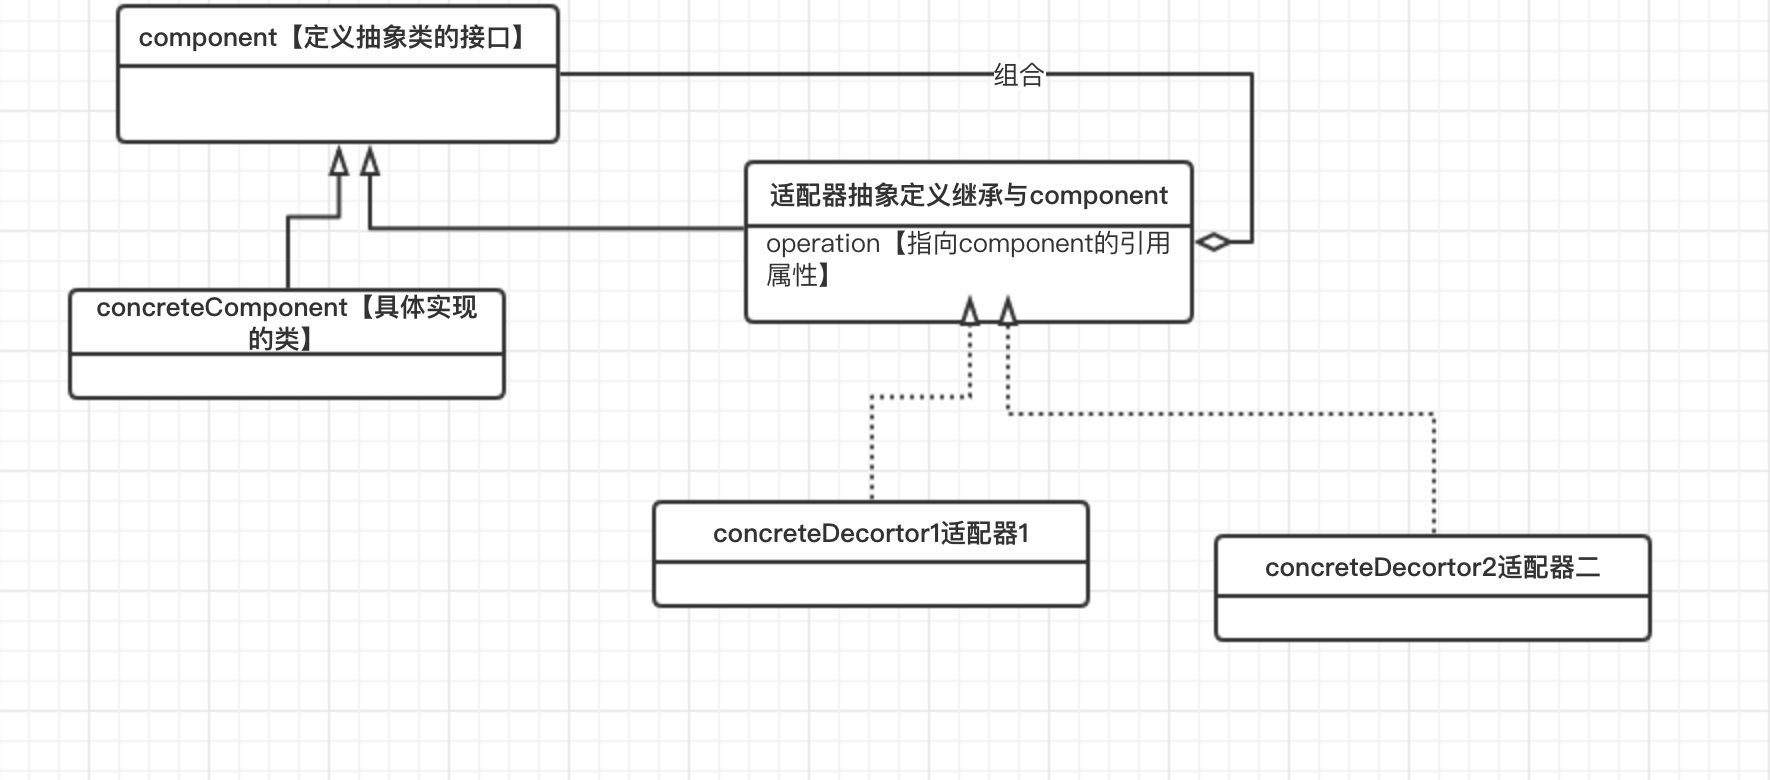 component【定义抽象类的接口】
组合
适配器抽象定义继承与component
operation【指向component的引用
属性】
concreteComponent【具体实现
的类】
concreteDecortor1适配器1
concreteDecortor2适配器二